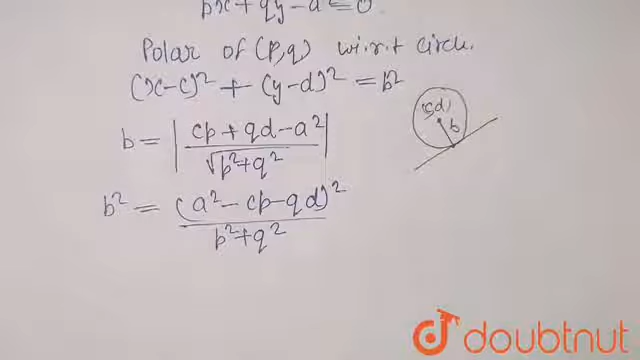 px + qy - a² = 0
Polar of (p,q) w.r.t circle.
(x-c)² + (y-d)² = b²
(c,d)
b
b = | cp + qd - a² / √p²+q² |
b² = (a² - cp - qd)² / p²+q²
doubtnut